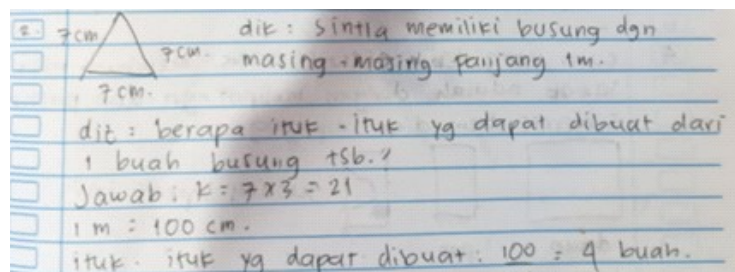 2. 7cm 7cm. dik : Sintia memiliki busung dgn
masing-masing panjang 1m.
7 cm.
dit : berapa ituk-ituk yg dapat dibuat dari
1 buah busung tsb.?
Jawab : k = 7 x 3 = 21
1 m = 100 cm.
ituk-ituk yg dapat dibuat : 100 = 4 buah.